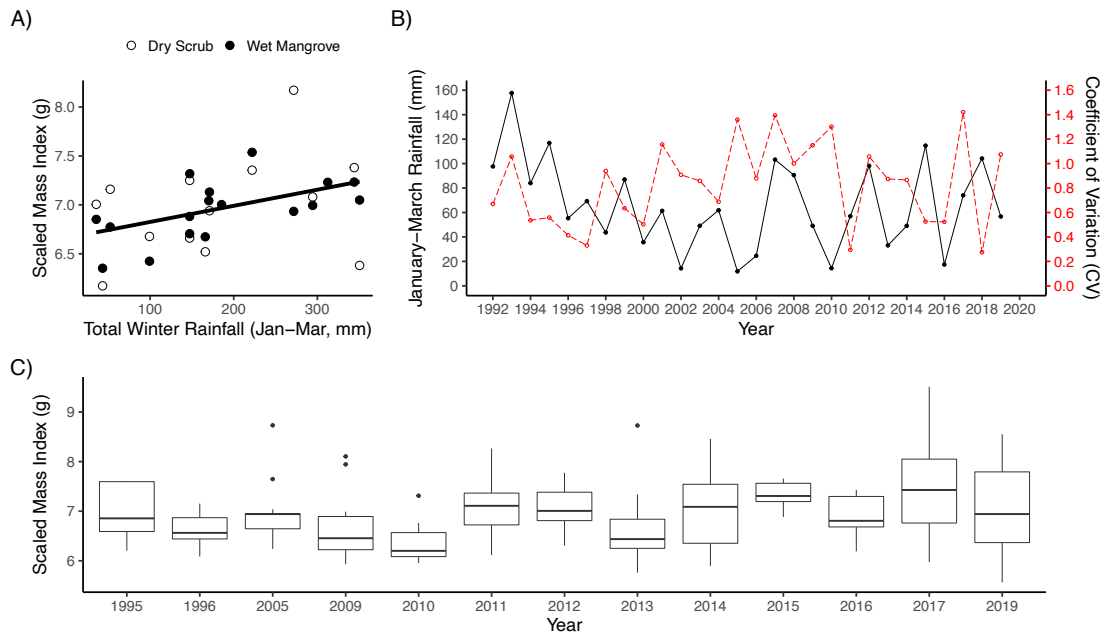 A)
Dry Scrub
Wet Mangrove
Scaled Mass Index (g)
8.0
7.5
7.0
6.5
100
200
300
Total Winter Rainfall (Jan−Mar, mm)
B)
January−March Rainfall (mm)
160
140
120
100
80
60
40
20
0
1992 1994 1996 1998 2000 2002 2004 2006 2008 2010 2012 2014 2016 2018 2020
Year
1.6
1.4
1.2
1.0
0.8
0.6
0.4
0.2
0.0
Coefficient of Variation (CV)
C)
Scaled Mass Index (g)
9
8
7
6
1995 1996 2005 2009 2010 2011 2012 2013 2014 2015 2016 2017 2019
Year